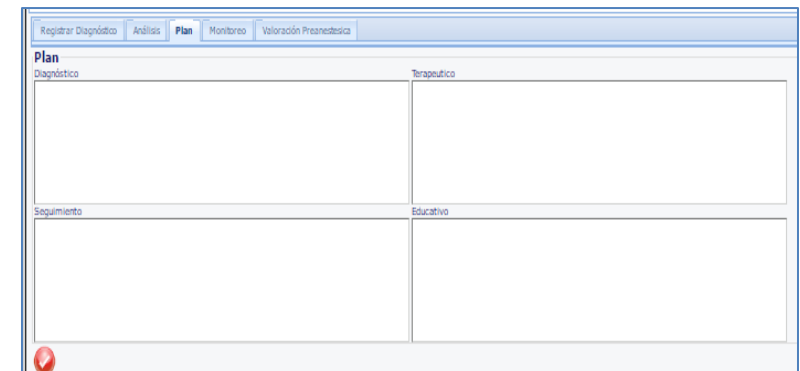 Registrar Diagnóstico Análisis Plan Monitoreo Valoración Preanestesica
Plan
Diagnóstico Terapeutico
Seguimiento Educativo